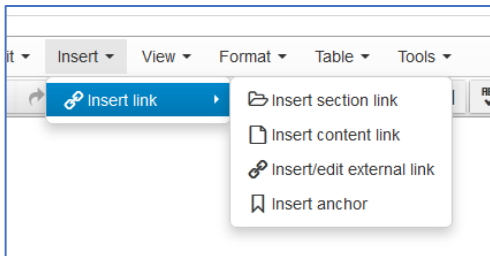 it Insert View Format Table Tools
Insert link
Insert section link
Insert content link
Insert/edit external link
Insert anchor